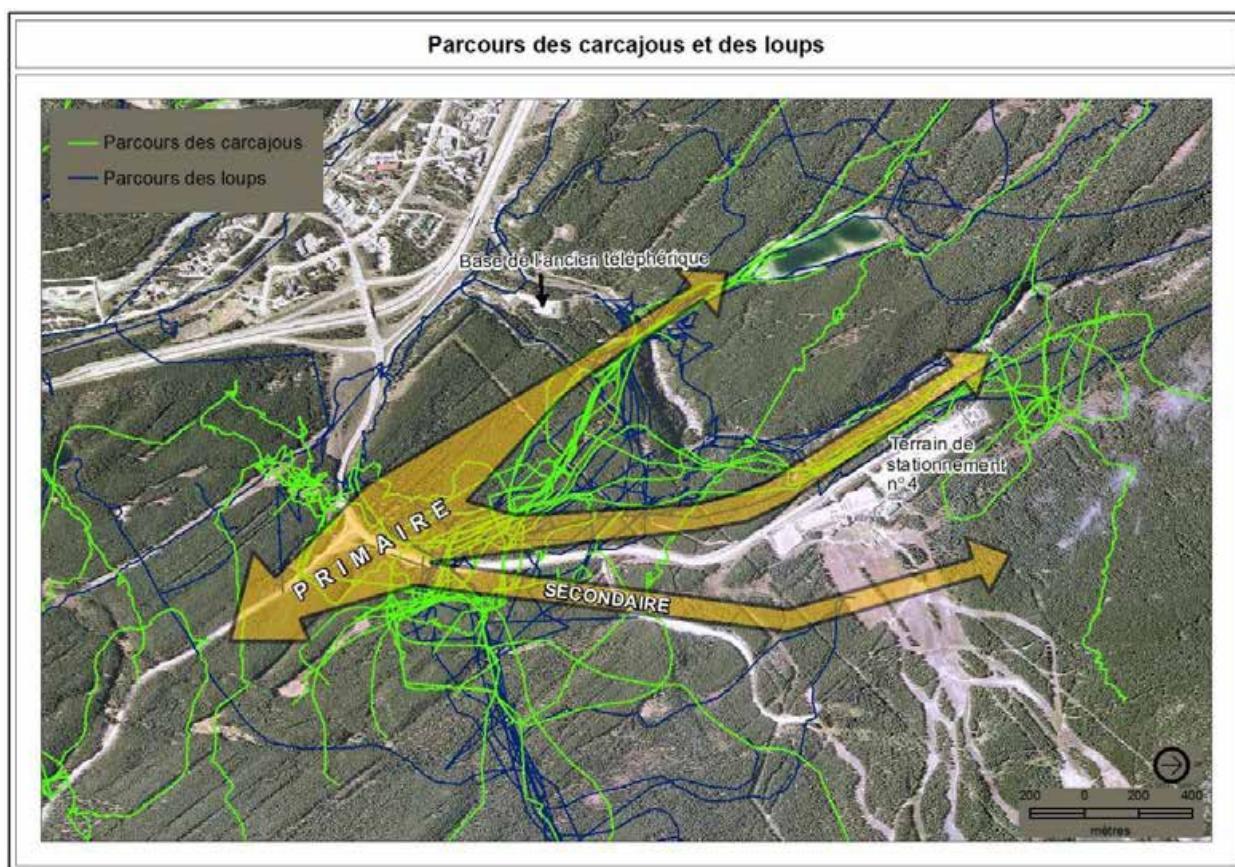 Parcours des carcajous et des loups
Parcours des carcajous
Parcours des loups
Base de l'ancien téléphérique
Terrain de
stationnement
n° 4
PRIMAIRE
SECONDAIRE
200 0 200 400
mètres